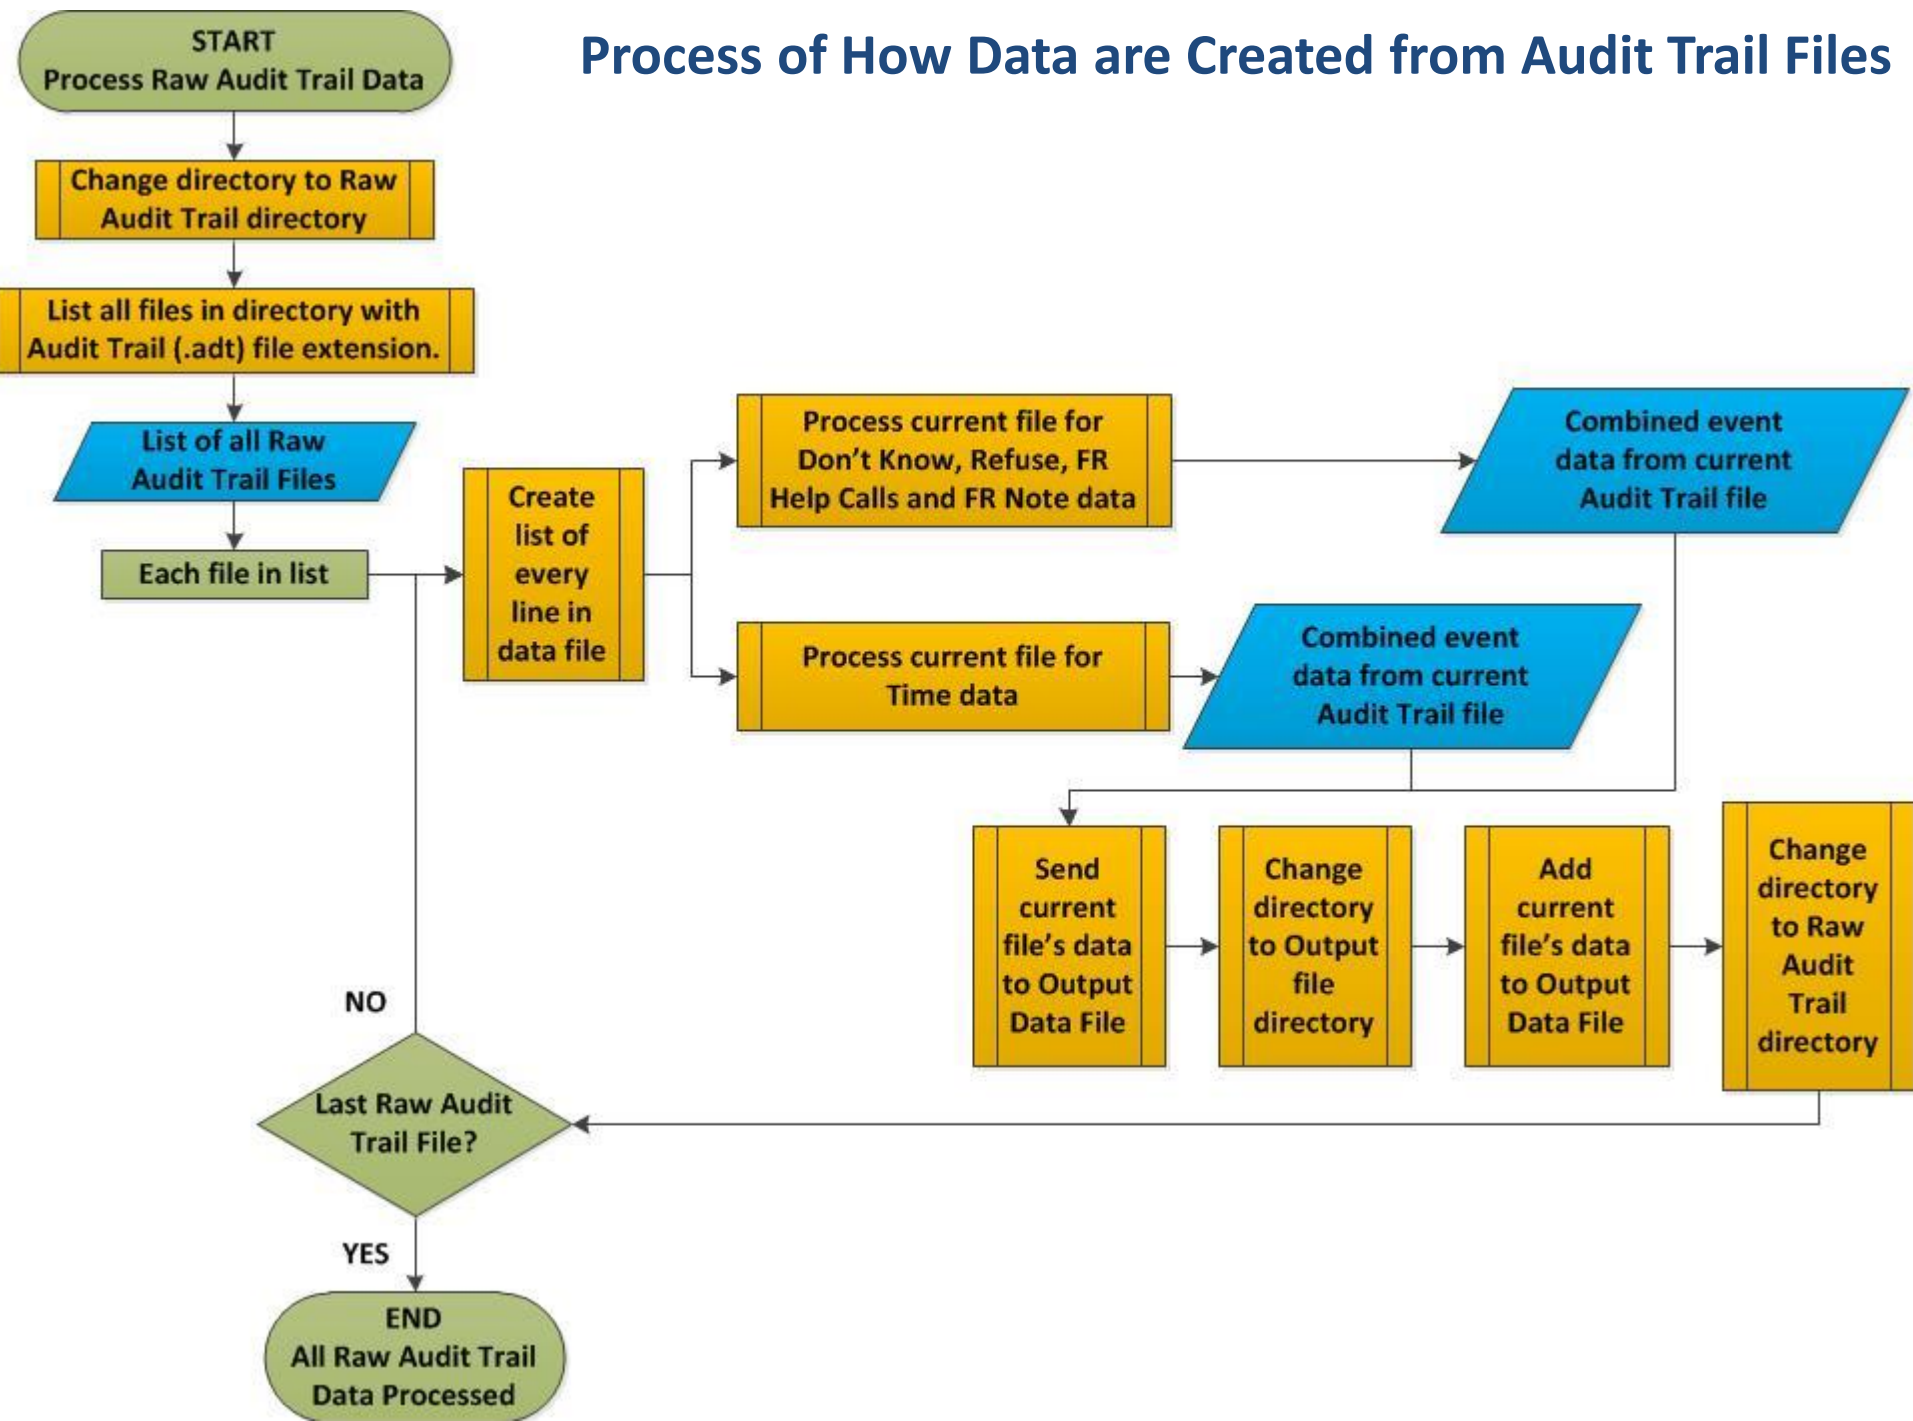 Process of How Data are Created from Audit Trail Files
START
Process Raw Audit Trail Data
Change directory to Raw
Audit Trail directory
List all files in directory with
Audit Trail (.adt) file extension.
List of all Raw
Audit Trail Files
Each file in list
Create
list of
every
line in
data file
Process current file for
Don't Know, Refuse, FR
Help Calls and FR Note data
Combined event
data from current
Audit Trail file
Process current file for
Time data
Combined event
data from current
Audit Trail file
Send
current
file's data
to Output
Data File
Change
directory
to Output
file
directory
Add
current
file's data
to Output
Data File
Change
directory
to Raw
Audit
Trail
directory
NO
Last Raw Audit
Trail File?
YES
END
All Raw Audit Trail
Data Processed